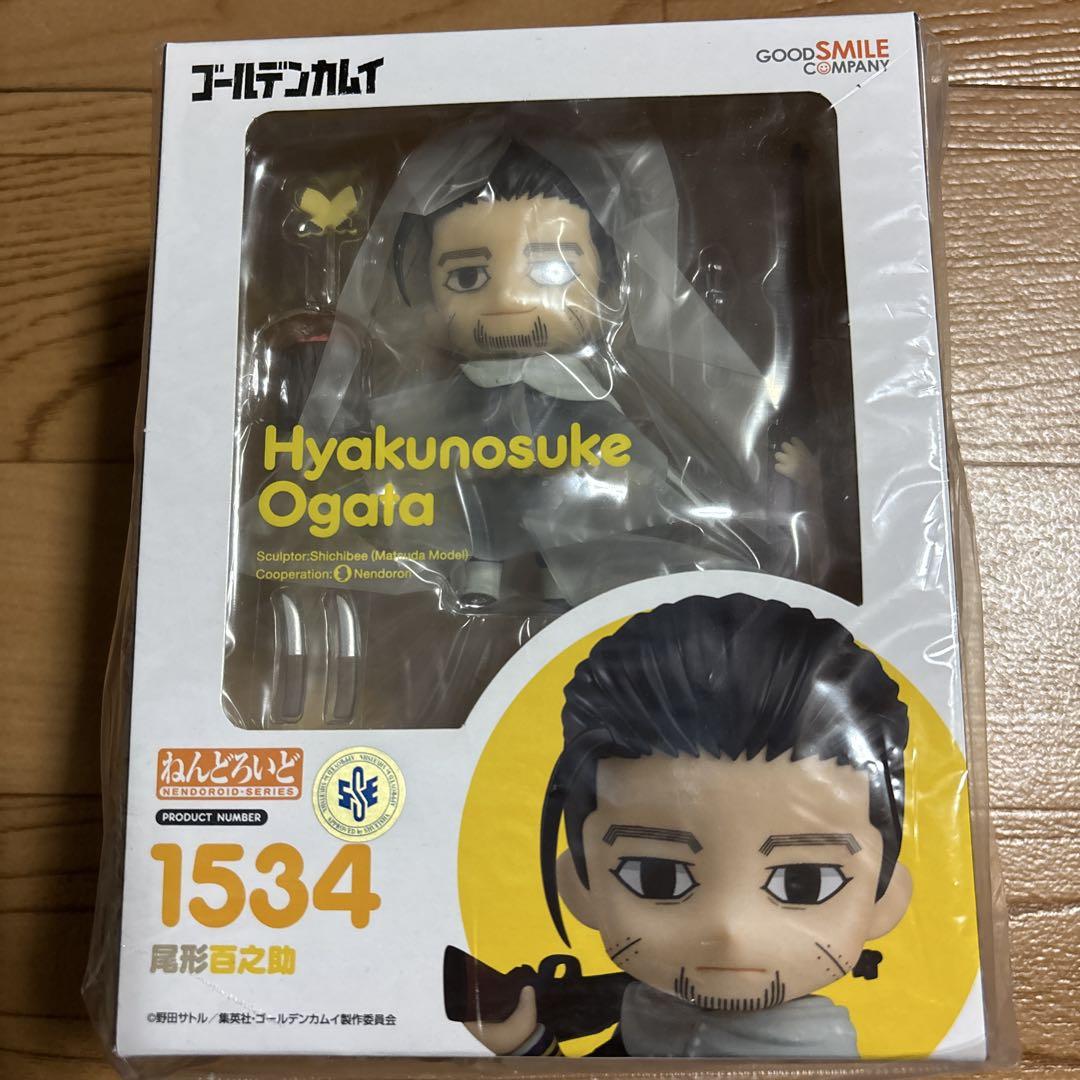 ゴールデンカムイ
GOOD SMILE
COMPANY
Hyakunosuke
Ogata
Sculptor:Shichibee (Matsuda Model)
Cooperation: Nendoron
ねんどろいど
NENDOROID-SERIES
PRODUCT NUMBER
1534
尾形百之助
©野田サトル／集英社・ゴールデンカムイ製作委員会